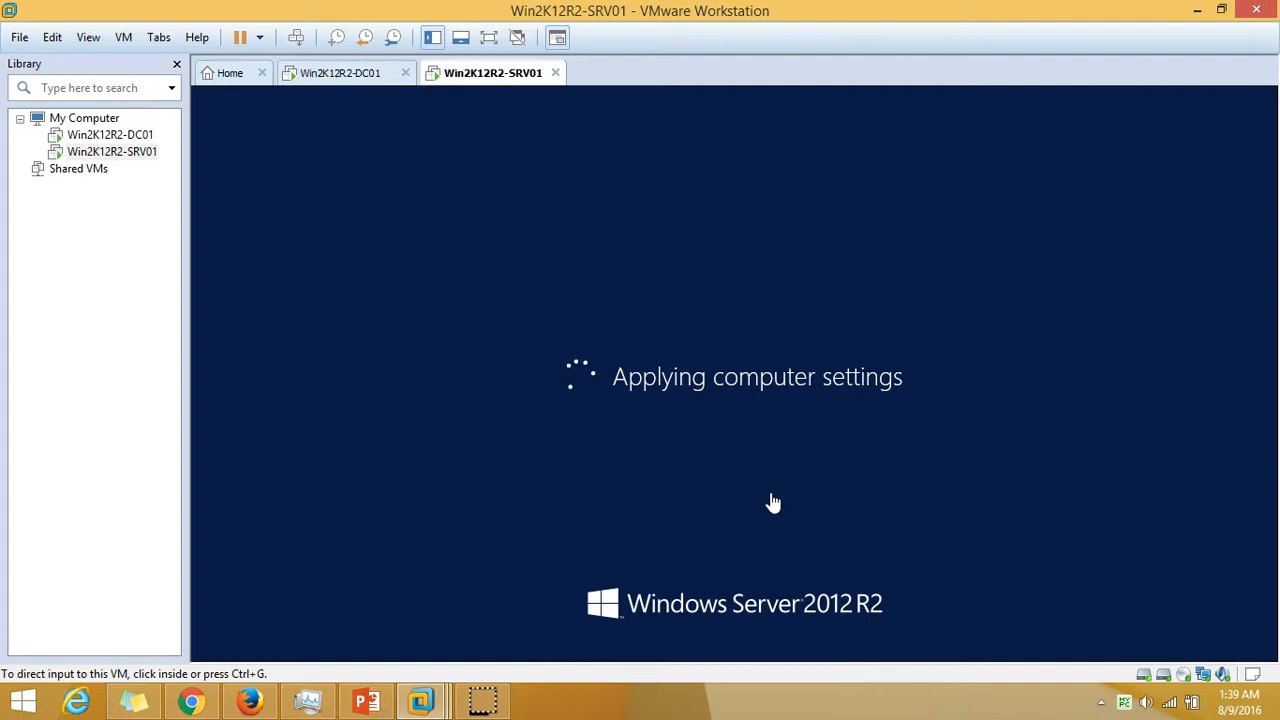 Win2K12R2-SRV01 - VMware Workstation
File Edit View VM Tabs Help
Library
Type here to search
My Computer
Win2K12R2-DC01
Win2K12R2-SRV01
Shared VMs
Home
Win2K12R2-DC01
Win2K12R2-SRV01
Applying computer settings
Windows Server 2012 R2
To direct input to this VM, click inside or press Ctrl+G.
1:39 AM
8/9/2016